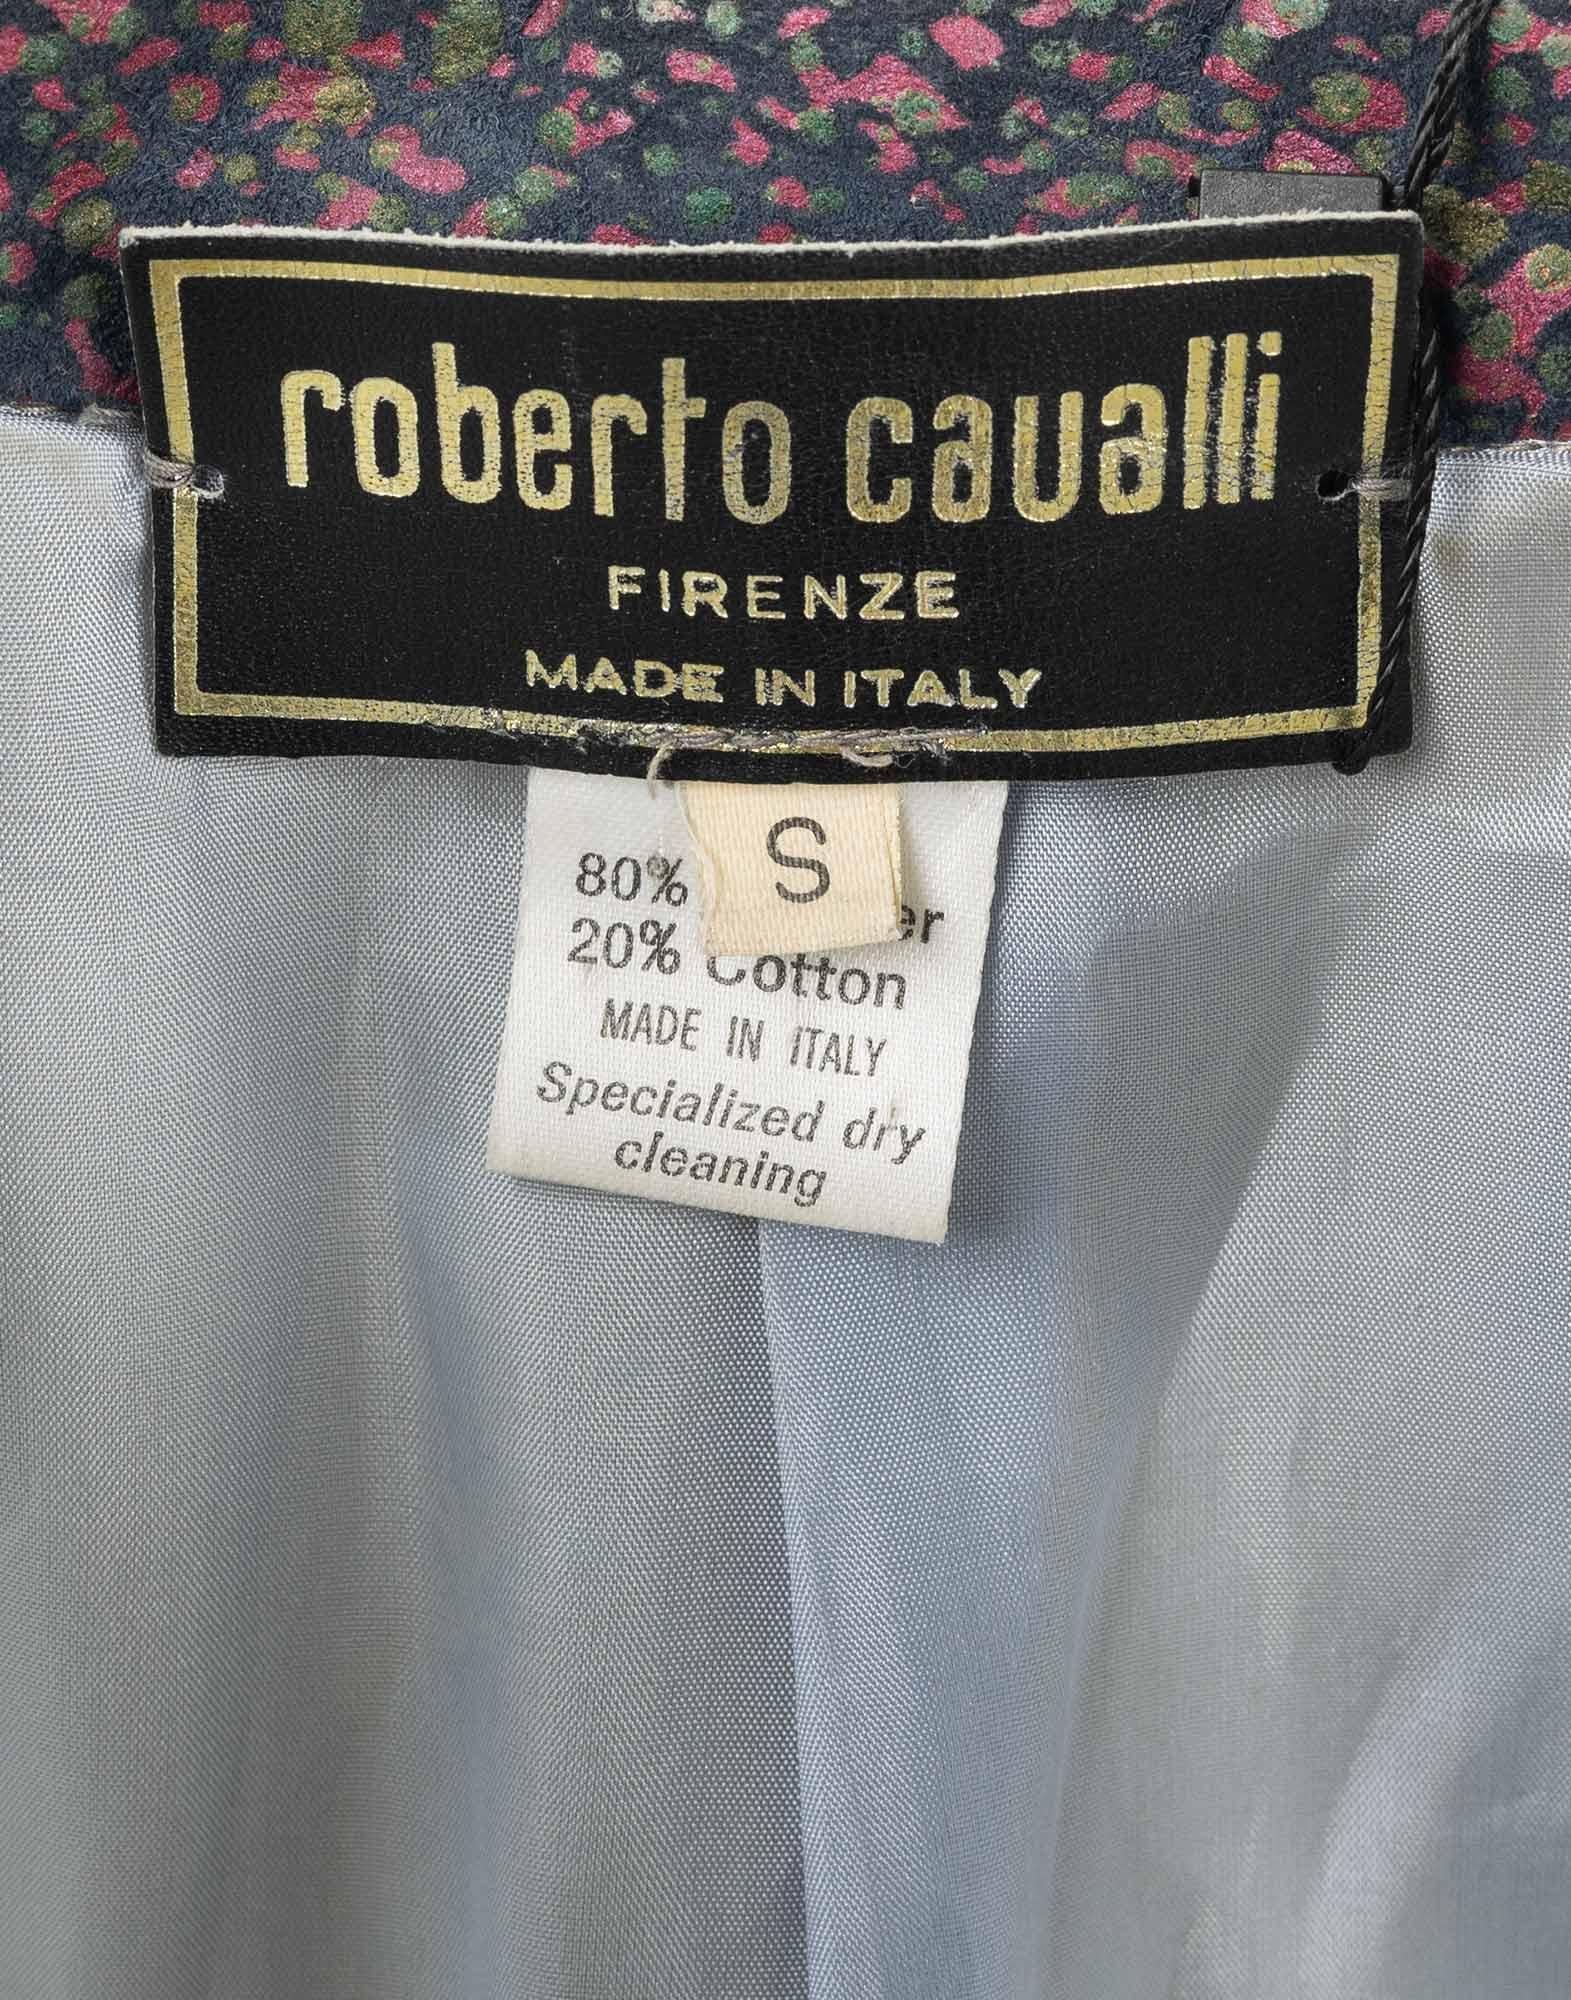 roberto cavalli
FIRENZE
MADE IN ITALY
S
80%
20% Cotton
MADE IN ITALY
Specialized dry
cleaning